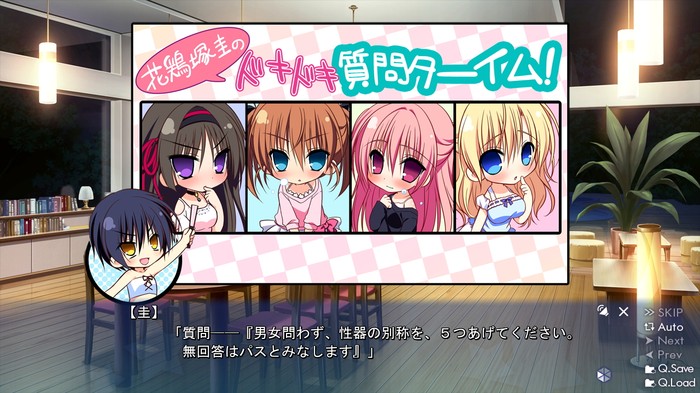 花鶏塚圭の
ドキドキ質問ターイム！
【圭】
「質問――『男女問わず、性器の別称を、５つあげてください。
無回答はパスとみなします』」
SKIP
Auto
Next
Prev
Q.Save
Q.Load